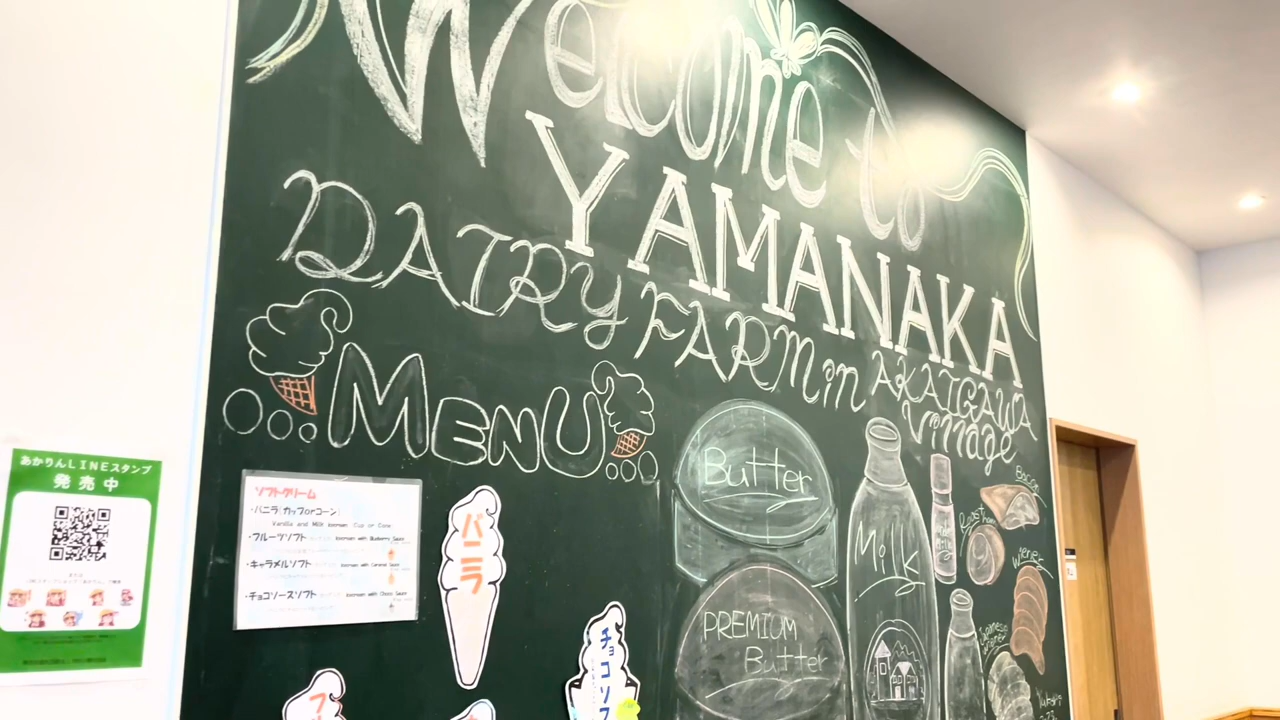 Welcome to
YAMANAKA
DAIRY FARM in AKAIGAWA
Village
MENU
あかりんLINEスタンプ
発売中
ソフトクリーム
・バニラ(カップorコーン)
Vanilla and Milk Icecream Cup or Cone
・フルーツソフト
Icecream with Blueberry Sauce
・キャラメルソフト
Icecream with Caramel Sauce
・チョコソースソフト
Icecream with Choco Sauce
バニラ
チョコソフ
フル
Butter
PREMIUM
Butter
Milk
Bacon
Roast ham
Wiener